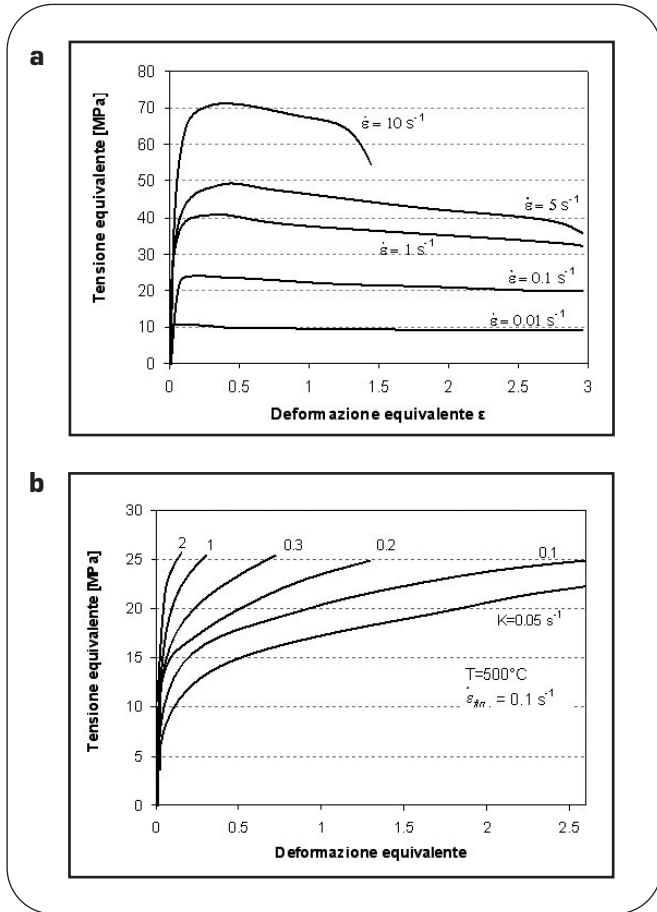 a
Tensione equivalente [MPa]
80
70
60
50
40
30
20
10
0
ε̇ = 10 s⁻¹
ε̇ = 5 s⁻¹
ε̇ = 1 s⁻¹
ε̇ = 0.1 s⁻¹
ε̇ = 0.01 s⁻¹
0 0.5 1 1.5 2 2.5 3
Deformazione equivalente ε
b
Tensione equivalente [MPa]
30
25
20
15
10
5
0
2 1 0.3 0.2 0.1
K=0.05 s⁻¹
T=500°C
ε̇fin. = 0.1 s⁻¹
0 0.5 1 1.5 2 2.5
Deformazione equivalente